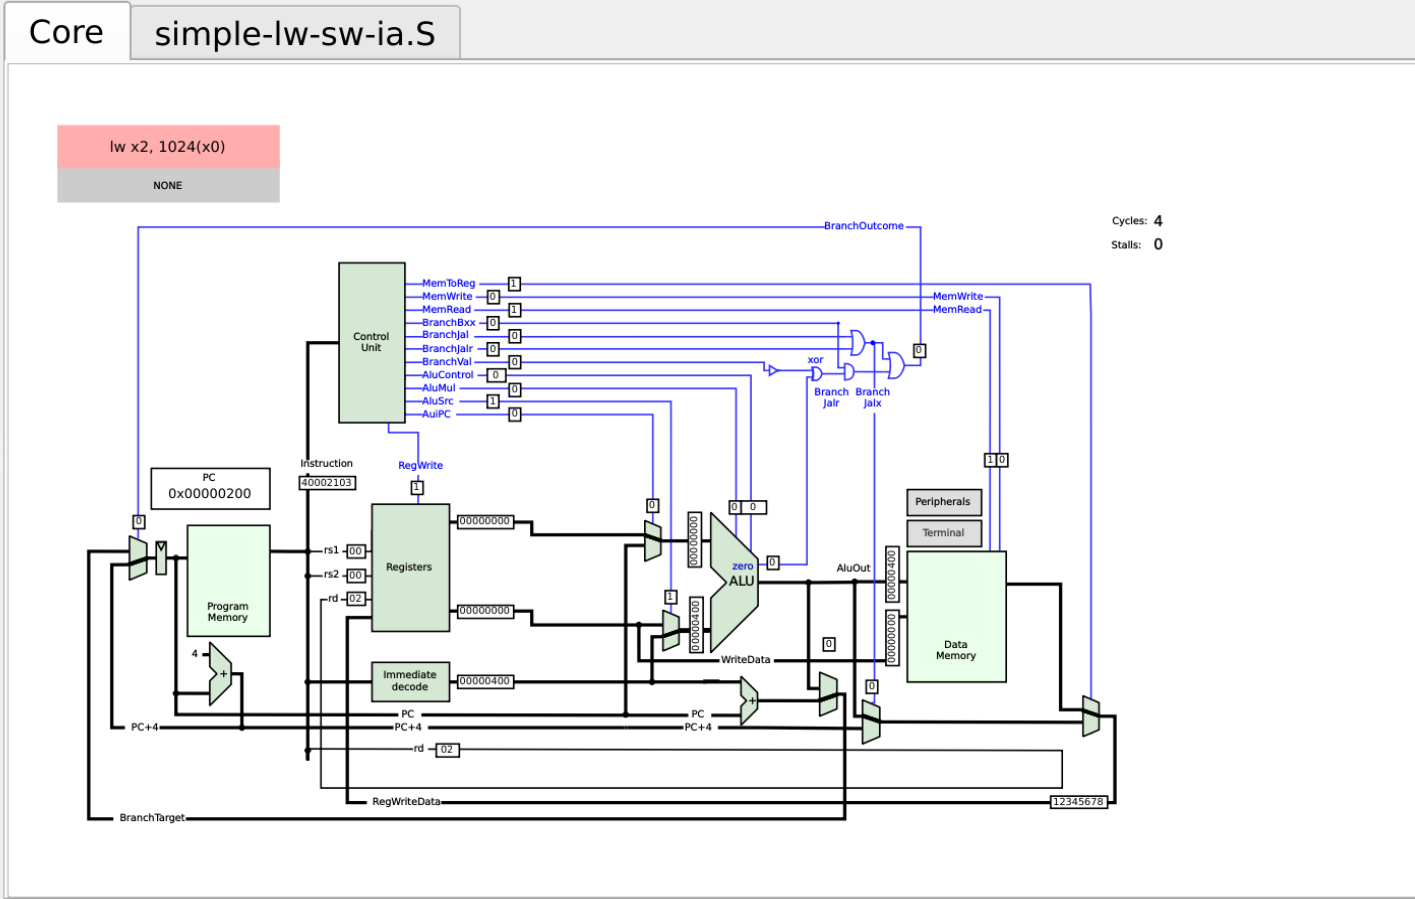 Core
simple-lw-sw-ia.S
lw x2, 1024(x0)
NONE
Cycles: 4
Stalls: 0
BranchOutcome
Control
Unit
MemToReg 1
MemWrite 0 MemWrite
MemRead 1 MemRead
BranchBxx 0
BranchJal 0
BranchJalr 0
BranchVal 0
AluControl 0
AluMul 0
AluSrc 1
AuiPC 0
xor
0
Branch
Jalr
Branch
Jalx
Instruction
40002103
RegWrite
1
PC
0x00000200
0
0
0 0
1 0
Peripherals
Terminal
Program
Memory
rs1 00
rs2 00
rd 02
Registers
00000000
00000000
00000000
00000400
1
zero
0
ALU
AluOut
00000400
00000000
Data
Memory
WriteData
0
0
4
+
Immediate
decode
00000400
+
PC PC
PC+4 PC+4 PC+4
rd 02
RegWriteData 12345678
BranchTarget